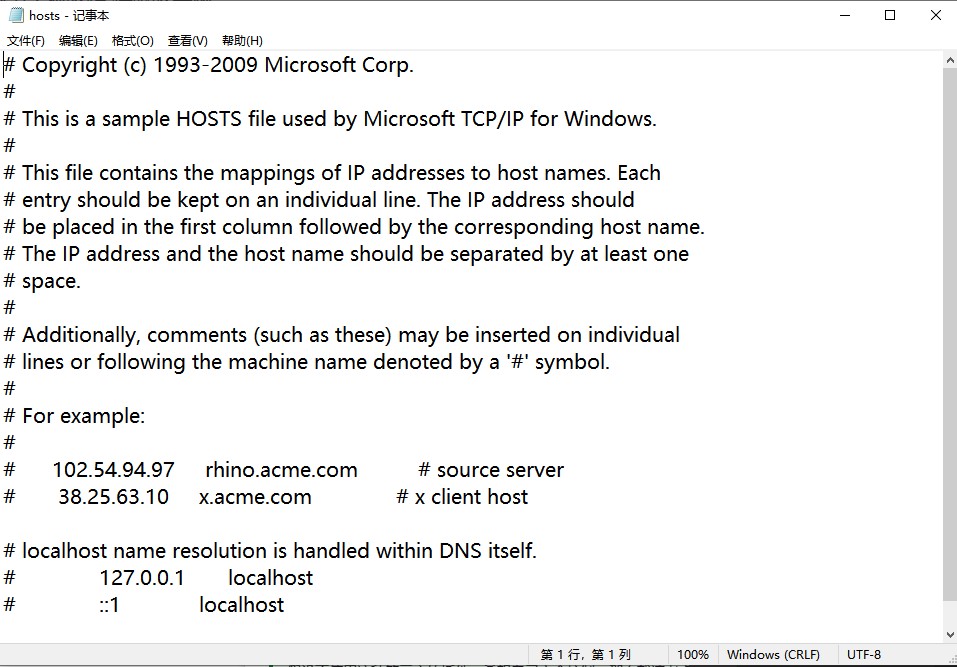 hosts - 记事本
文件(F) 编辑(E) 格式(O) 查看(V) 帮助(H)
# Copyright (c) 1993-2009 Microsoft Corp.
#
# This is a sample HOSTS file used by Microsoft TCP/IP for Windows.
#
# This file contains the mappings of IP addresses to host names. Each
# entry should be kept on an individual line. The IP address should
# be placed in the first column followed by the corresponding host name.
# The IP address and the host name should be separated by at least one
# space.
#
# Additionally, comments (such as these) may be inserted on individual
# lines or following the machine name denoted by a '#' symbol.
#
# For example:
#
#      102.54.94.97     rhino.acme.com          # source server
#       38.25.63.10     x.acme.com              # x client host

# localhost name resolution is handled within DNS itself.
#	127.0.0.1       localhost
#	::1             localhost
第 1 行，第 1 列 100% Windows (CRLF) UTF-8